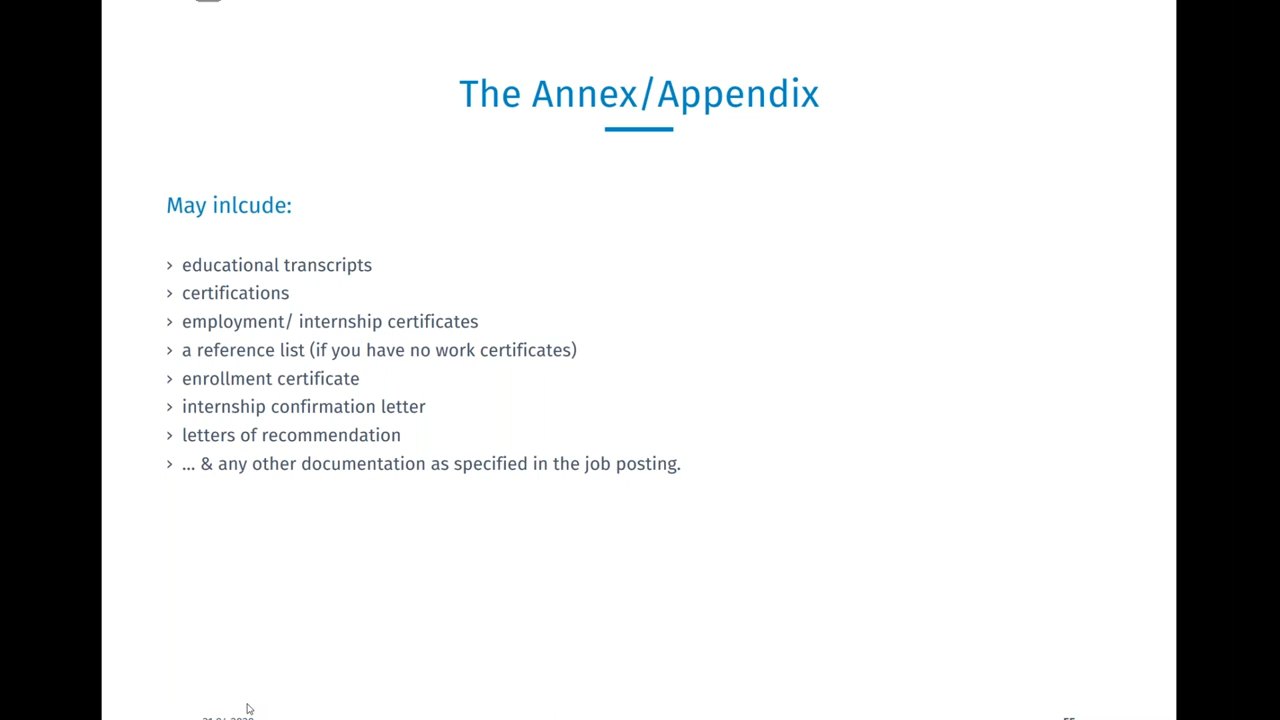 The Annex/Appendix
May inlcude:
› educational transcripts
› certifications
› employment/ internship certificates
› a reference list (if you have no work certificates)
› enrollment certificate
› internship confirmation letter
› letters of recommendation
› ... & any other documentation as specified in the job posting.